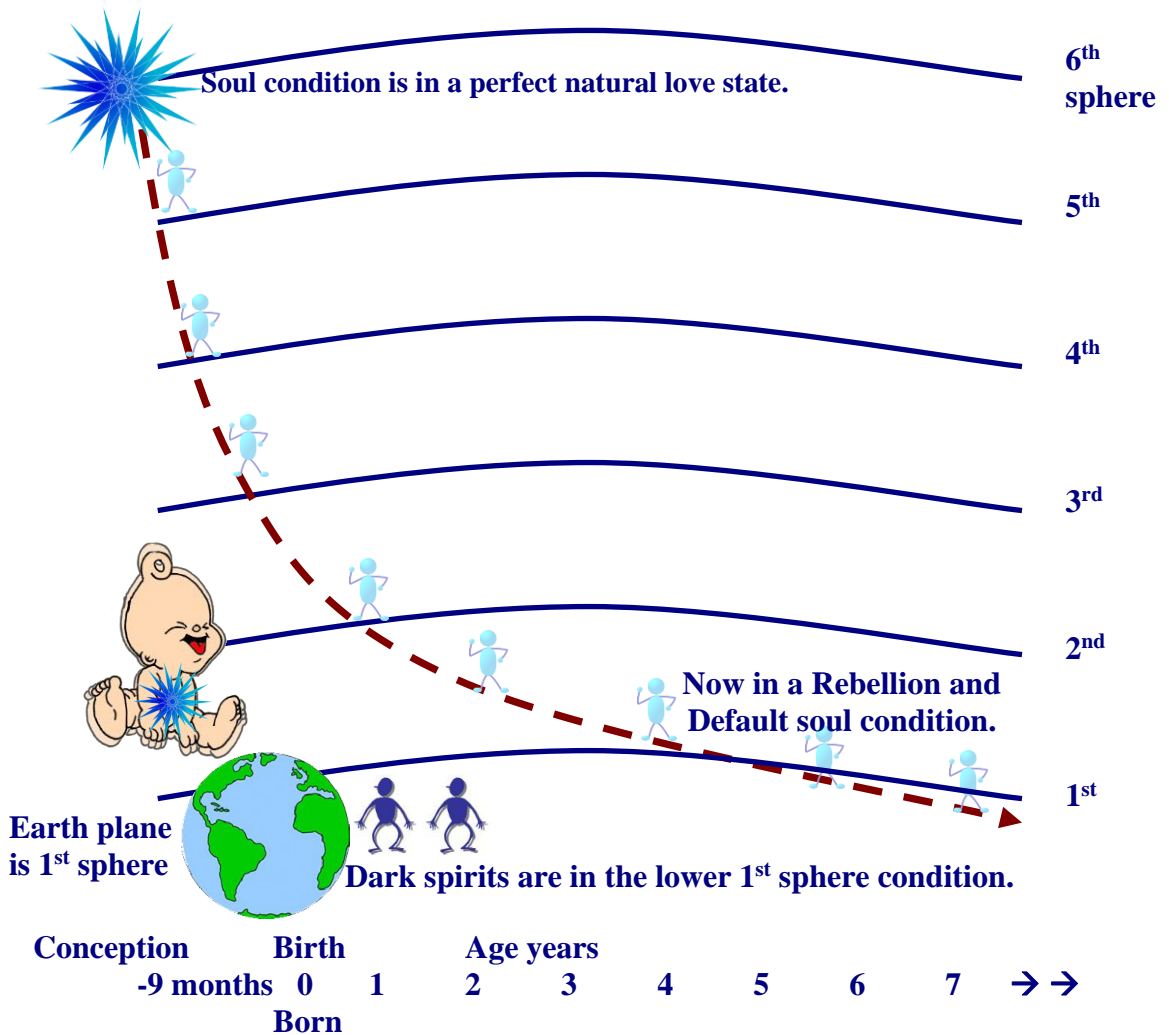 6th
sphere
Soul condition is in a perfect natural love state.
5th
4th
3rd
2nd
Now in a Rebellion and
Default soul condition.
1st
Earth plane
is 1st sphere
Dark spirits are in the lower 1st sphere condition.
Conception Birth Age years
-9 months 0 1 2 3 4 5 6 7 → →
Born